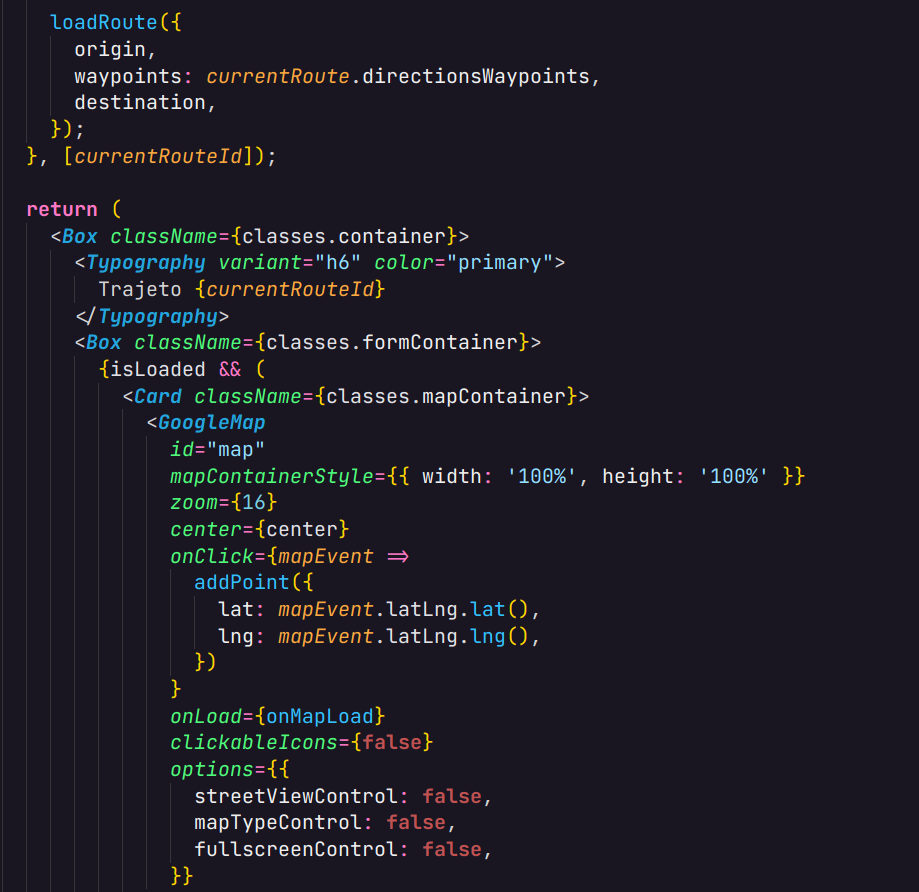 loadRoute({
origin,
waypoints: currentRoute.directionsWaypoints,
destination,
});
}, [currentRouteId]);
return (
<Box className={classes.container}>
<Typography variant="h6" color="primary">
Trajeto {currentRouteId}
</Typography>
<Box className={classes.formContainer}>
{isLoaded && (
<Card className={classes.mapContainer}>
<GoogleMap
id="map"
mapContainerStyle={{ width: '100%', height: '100%' }}
zoom={16}
center={center}
onClick={mapEvent =>
addPoint({
lat: mapEvent.latLng.lat(),
lng: mapEvent.latLng.lng(),
})
}
onLoad={onMapLoad}
clickableIcons={false}
options={{
streetViewControl: false,
mapTypeControl: false,
fullscreenControl: false,
}}